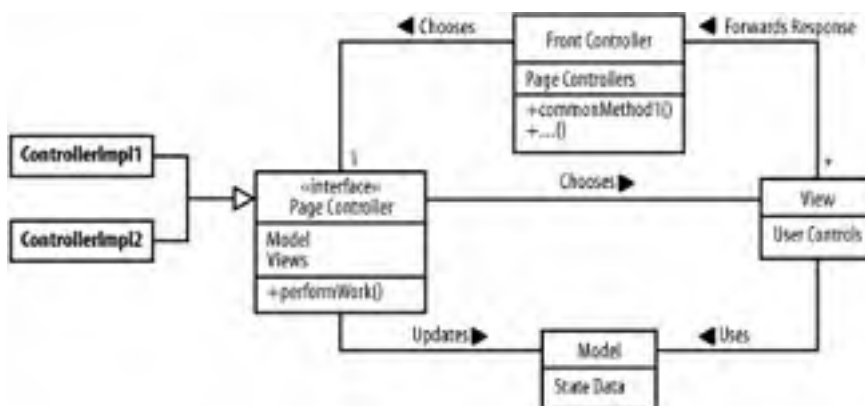 ◀ Chooses
Front Controller
◀ Forwards Response
Page Controllers
+commonMethod1()
+...()
ControllerImpl1
1
*
«interface»
Page Controller
Chooses ▶
View
ControllerImpl2
Model
Views
User Controls
+performWork()
Updates ▶
Model
◀ Uses
State Data